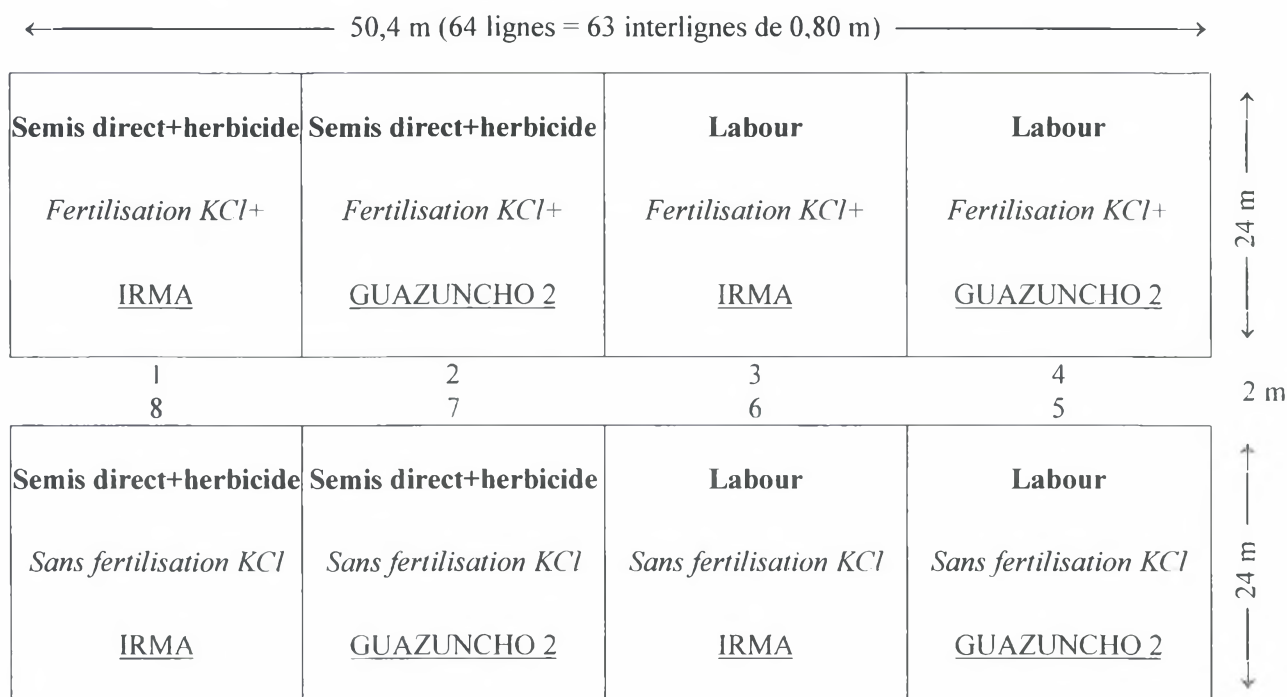 50,4 m (64 lignes = 63 interlignes de 0,80 m)
Semis direct+herbicide Semis direct+herbicide Labour Labour
Fertilisation KCl+ Fertilisation KCl+ Fertilisation KCl+ Fertilisation KCl+
24 m
IRMA GUAZUNCHO 2 IRMA GUAZUNCHO 2
1 2 3 4
2 m
8 7 6 5
Semis direct+herbicide Semis direct+herbicide Labour Labour
Sans fertilisation KCl Sans fertilisation KCl Sans fertilisation KCl Sans fertilisation KCl
24 m
IRMA GUAZUNCHO 2 IRMA GUAZUNCHO 2